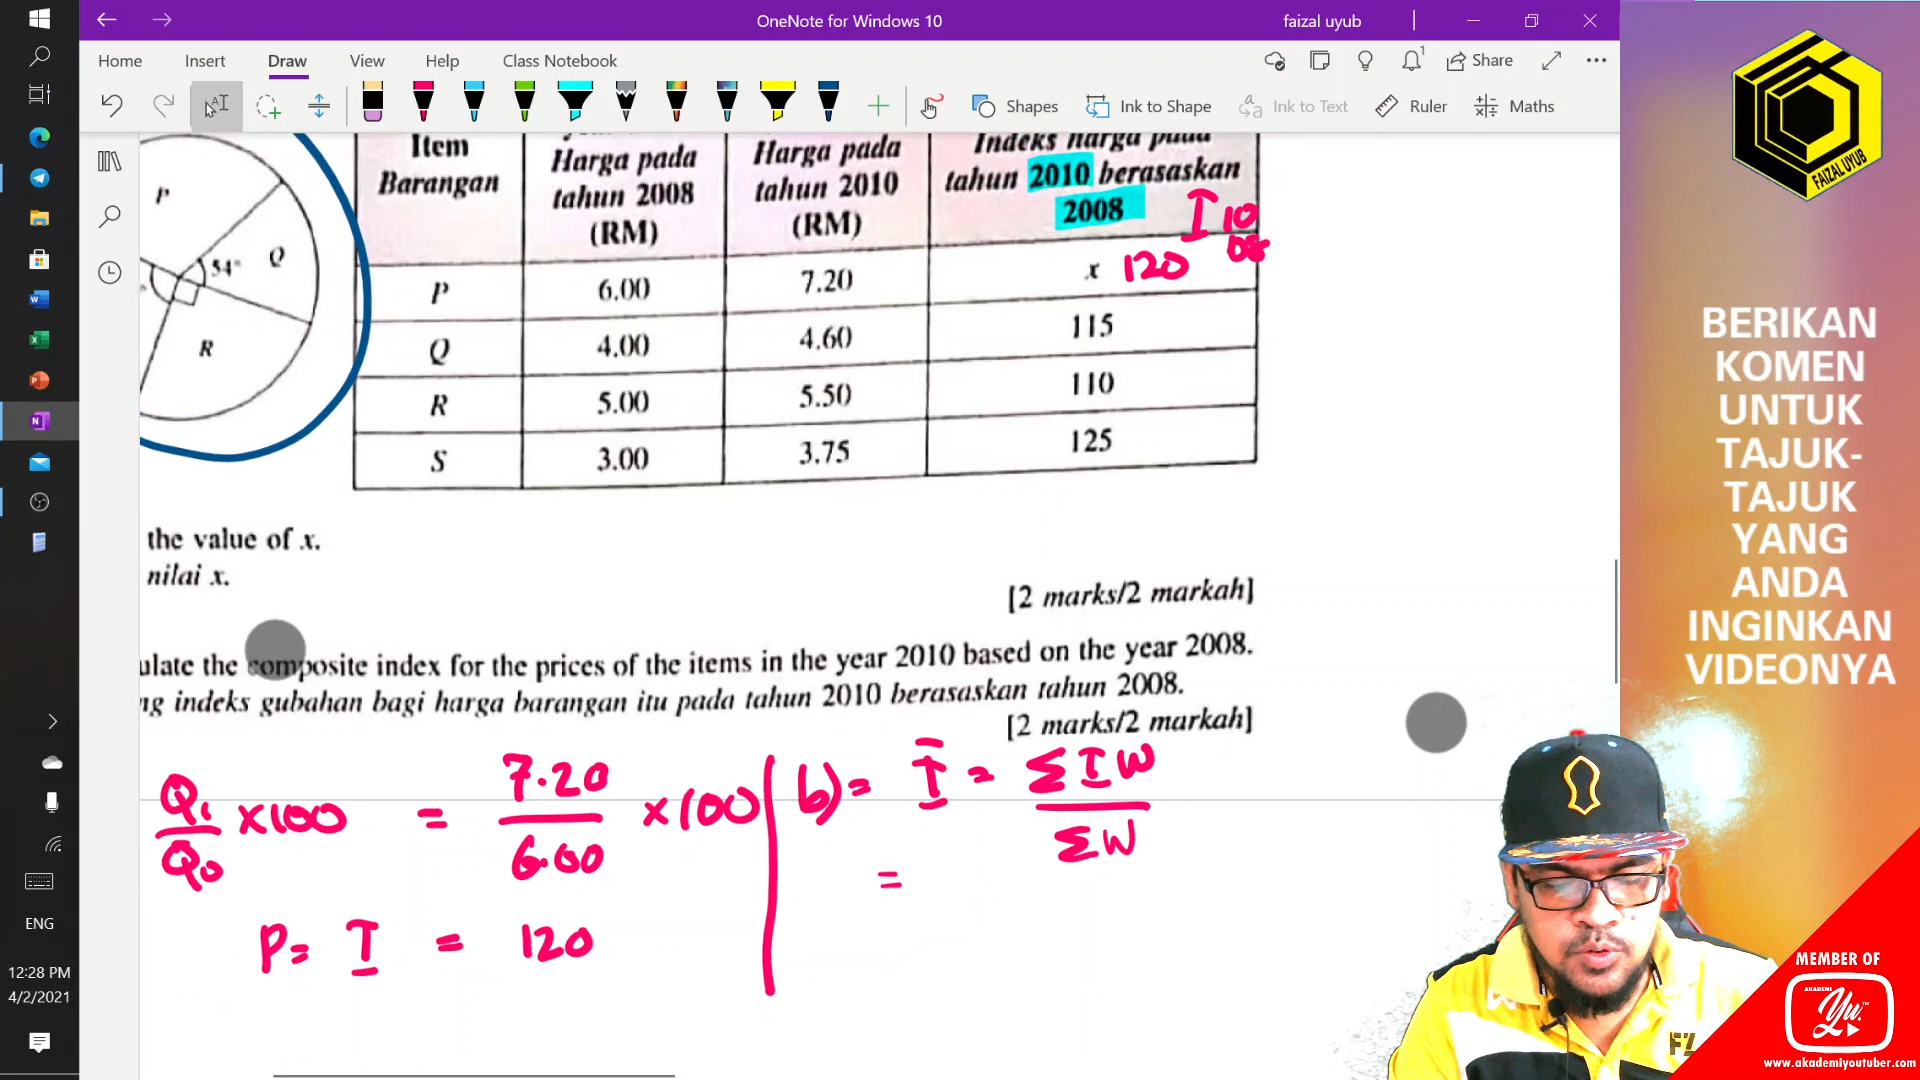 OneNote for Windows 10
faizal uyub
Home Insert Draw View Help Class Notebook
Share
Shapes
Ink to Shape
Ink to Text
Ruler
Maths
Item
Barangan
Harga pada
tahun 2008
(RM)
Harga pada
tahun 2010
(RM)
Indeks harga pada
tahun 2010 berasaskan
2008
I 10
08
P 6.00 7.20 x 120
Q 4.00 4.60 115
R 5.00 5.50 110
S 3.00 3.75 125
P
54°
Q
R
the value of x.
nilai x.
[2 marks/2 markah]
ulate the composite index for the prices of the items in the year 2010 based on the year 2008.
ng indeks gubahan bagi harga barangan itu pada tahun 2010 berasaskan tahun 2008.
[2 marks/2 markah]
Q1/Q0 ×100 = 7.20/6.00 ×100
P= I = 120
b)= Ī = ΣIW/ΣW
=
ENG
12:28 PM
4/2/2021
FAIZAL UYUB
BERIKAN
KOMEN
UNTUK
TAJUK-
TAJUK
YANG
ANDA
INGINKAN
VIDEONYA
MEMBER OF
AKADEMI
Yu.
www.akademiyoutuber.com